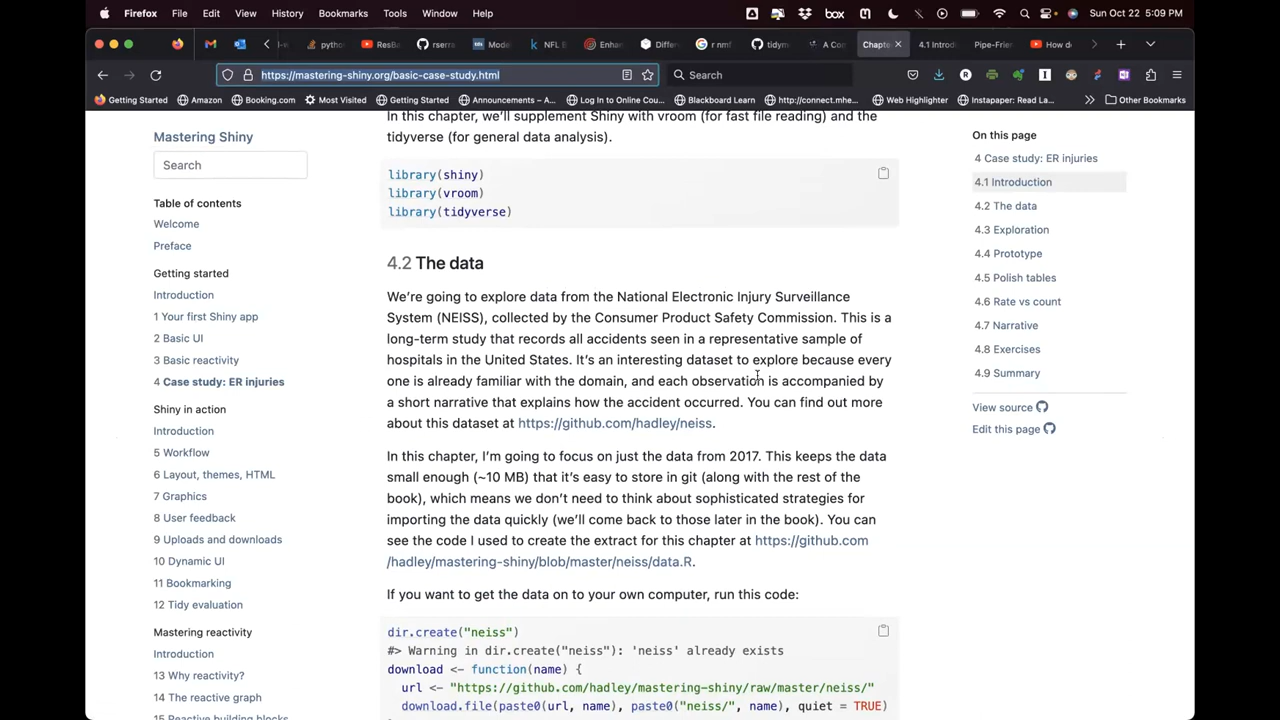 Firefox File Edit View History Bookmarks Tools Window Help
box
Sun Oct 22 5:09 PM
python
ResBa
rserra
Mode
NFL E
Enhan
Differ
r nmf
tidym
A Con
Chapte
4.1 Introd
Pipe-Frie
How do
https://mastering-shiny.org/basic-case-study.html
Search
Getting Started Amazon Booking.com Most Visited Getting Started Announcements – A... Log In to Online Cou... Blackboard Learn http://connect.mhe... Web Highlighter Instapaper: Read La... Other Bookmarks
Mastering Shiny
Search
Table of contents
Welcome
Preface
Getting started
Introduction
1 Your first Shiny app
2 Basic UI
3 Basic reactivity
4 Case study: ER injuries
Shiny in action
Introduction
5 Workflow
6 Layout, themes, HTML
7 Graphics
8 User feedback
9 Uploads and downloads
10 Dynamic UI
11 Bookmarking
12 Tidy evaluation
Mastering reactivity
Introduction
13 Why reactivity?
14 The reactive graph
15 Reactive building blocks
In this chapter, we'll supplement Shiny with vroom (for fast file reading) and the
tidyverse (for general data analysis).
library(shiny)
library(vroom)
library(tidyverse)
4.2 The data
We're going to explore data from the National Electronic Injury Surveillance
System (NEISS), collected by the Consumer Product Safety Commission. This is a
long-term study that records all accidents seen in a representative sample of
hospitals in the United States. It's an interesting dataset to explore because every
one is already familiar with the domain, and each observation is accompanied by
a short narrative that explains how the accident occurred. You can find out more
about this dataset at https://github.com/hadley/neiss.
In this chapter, I'm going to focus on just the data from 2017. This keeps the data
small enough (~10 MB) that it's easy to store in git (along with the rest of the
book), which means we don't need to think about sophisticated strategies for
importing the data quickly (we'll come back to those later in the book). You can
see the code I used to create the extract for this chapter at https://github.com
/hadley/mastering-shiny/blob/master/neiss/data.R.
If you want to get the data on to your own computer, run this code:
dir.create("neiss")
#> Warning in dir.create("neiss"): 'neiss' already exists
download <- function(name) {
url <- "https://github.com/hadley/mastering-shiny/raw/master/neiss/"
download.file(paste0(url, name), paste0("neiss/", name), quiet = TRUE)
On this page
4 Case study: ER injuries
4.1 Introduction
4.2 The data
4.3 Exploration
4.4 Prototype
4.5 Polish tables
4.6 Rate vs count
4.7 Narrative
4.8 Exercises
4.9 Summary
View source
Edit this page